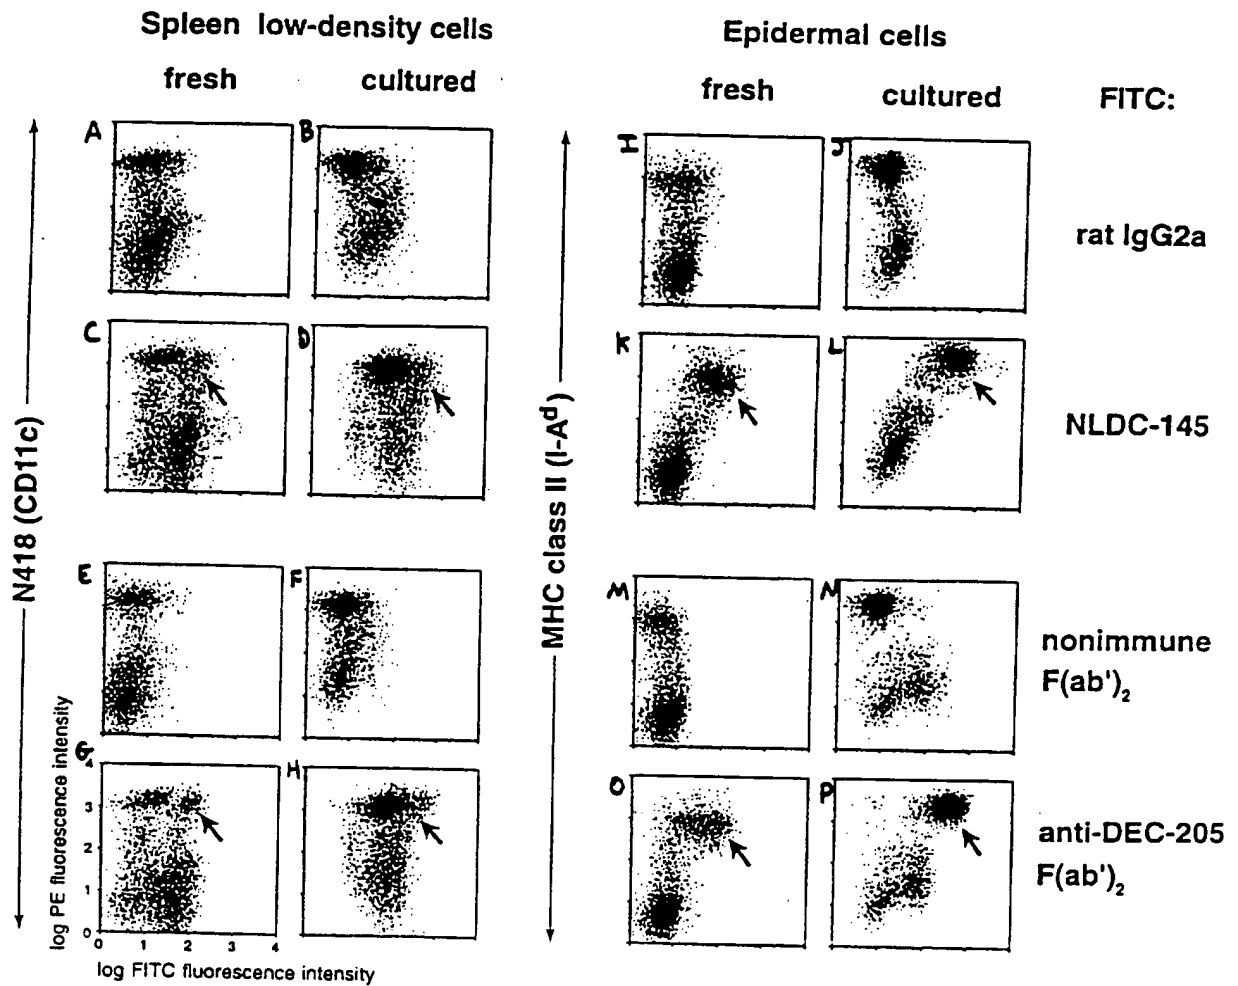 Spleen low-density cells
Epidermal cells
fresh
cultured
fresh
cultured
FITC:
A
B
I
J
rat IgG2a
C
D
K
L
NLDC-145
N418 (CD11c)
MHC class II (I-Aᵈ)
E
F
M
N
nonimmune
F(ab')₂
G
H
O
P
anti-DEC-205
F(ab')₂
log PE fluorescence intensity
4
3
2
1
0
0 1 2 3 4
log FITC fluorescence intensity